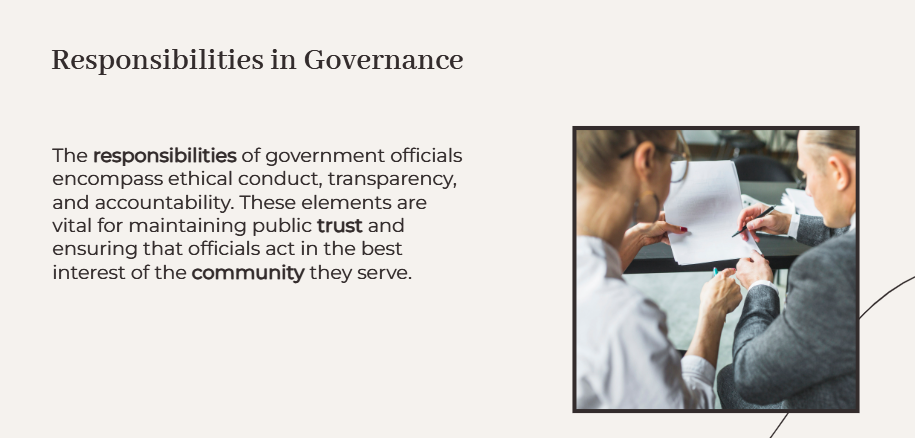 Responsibilities in Governance
The responsibilities of government officials
encompass ethical conduct, transparency,
and accountability. These elements are
vital for maintaining public trust and
ensuring that officials act in the best
interest of the community they serve.